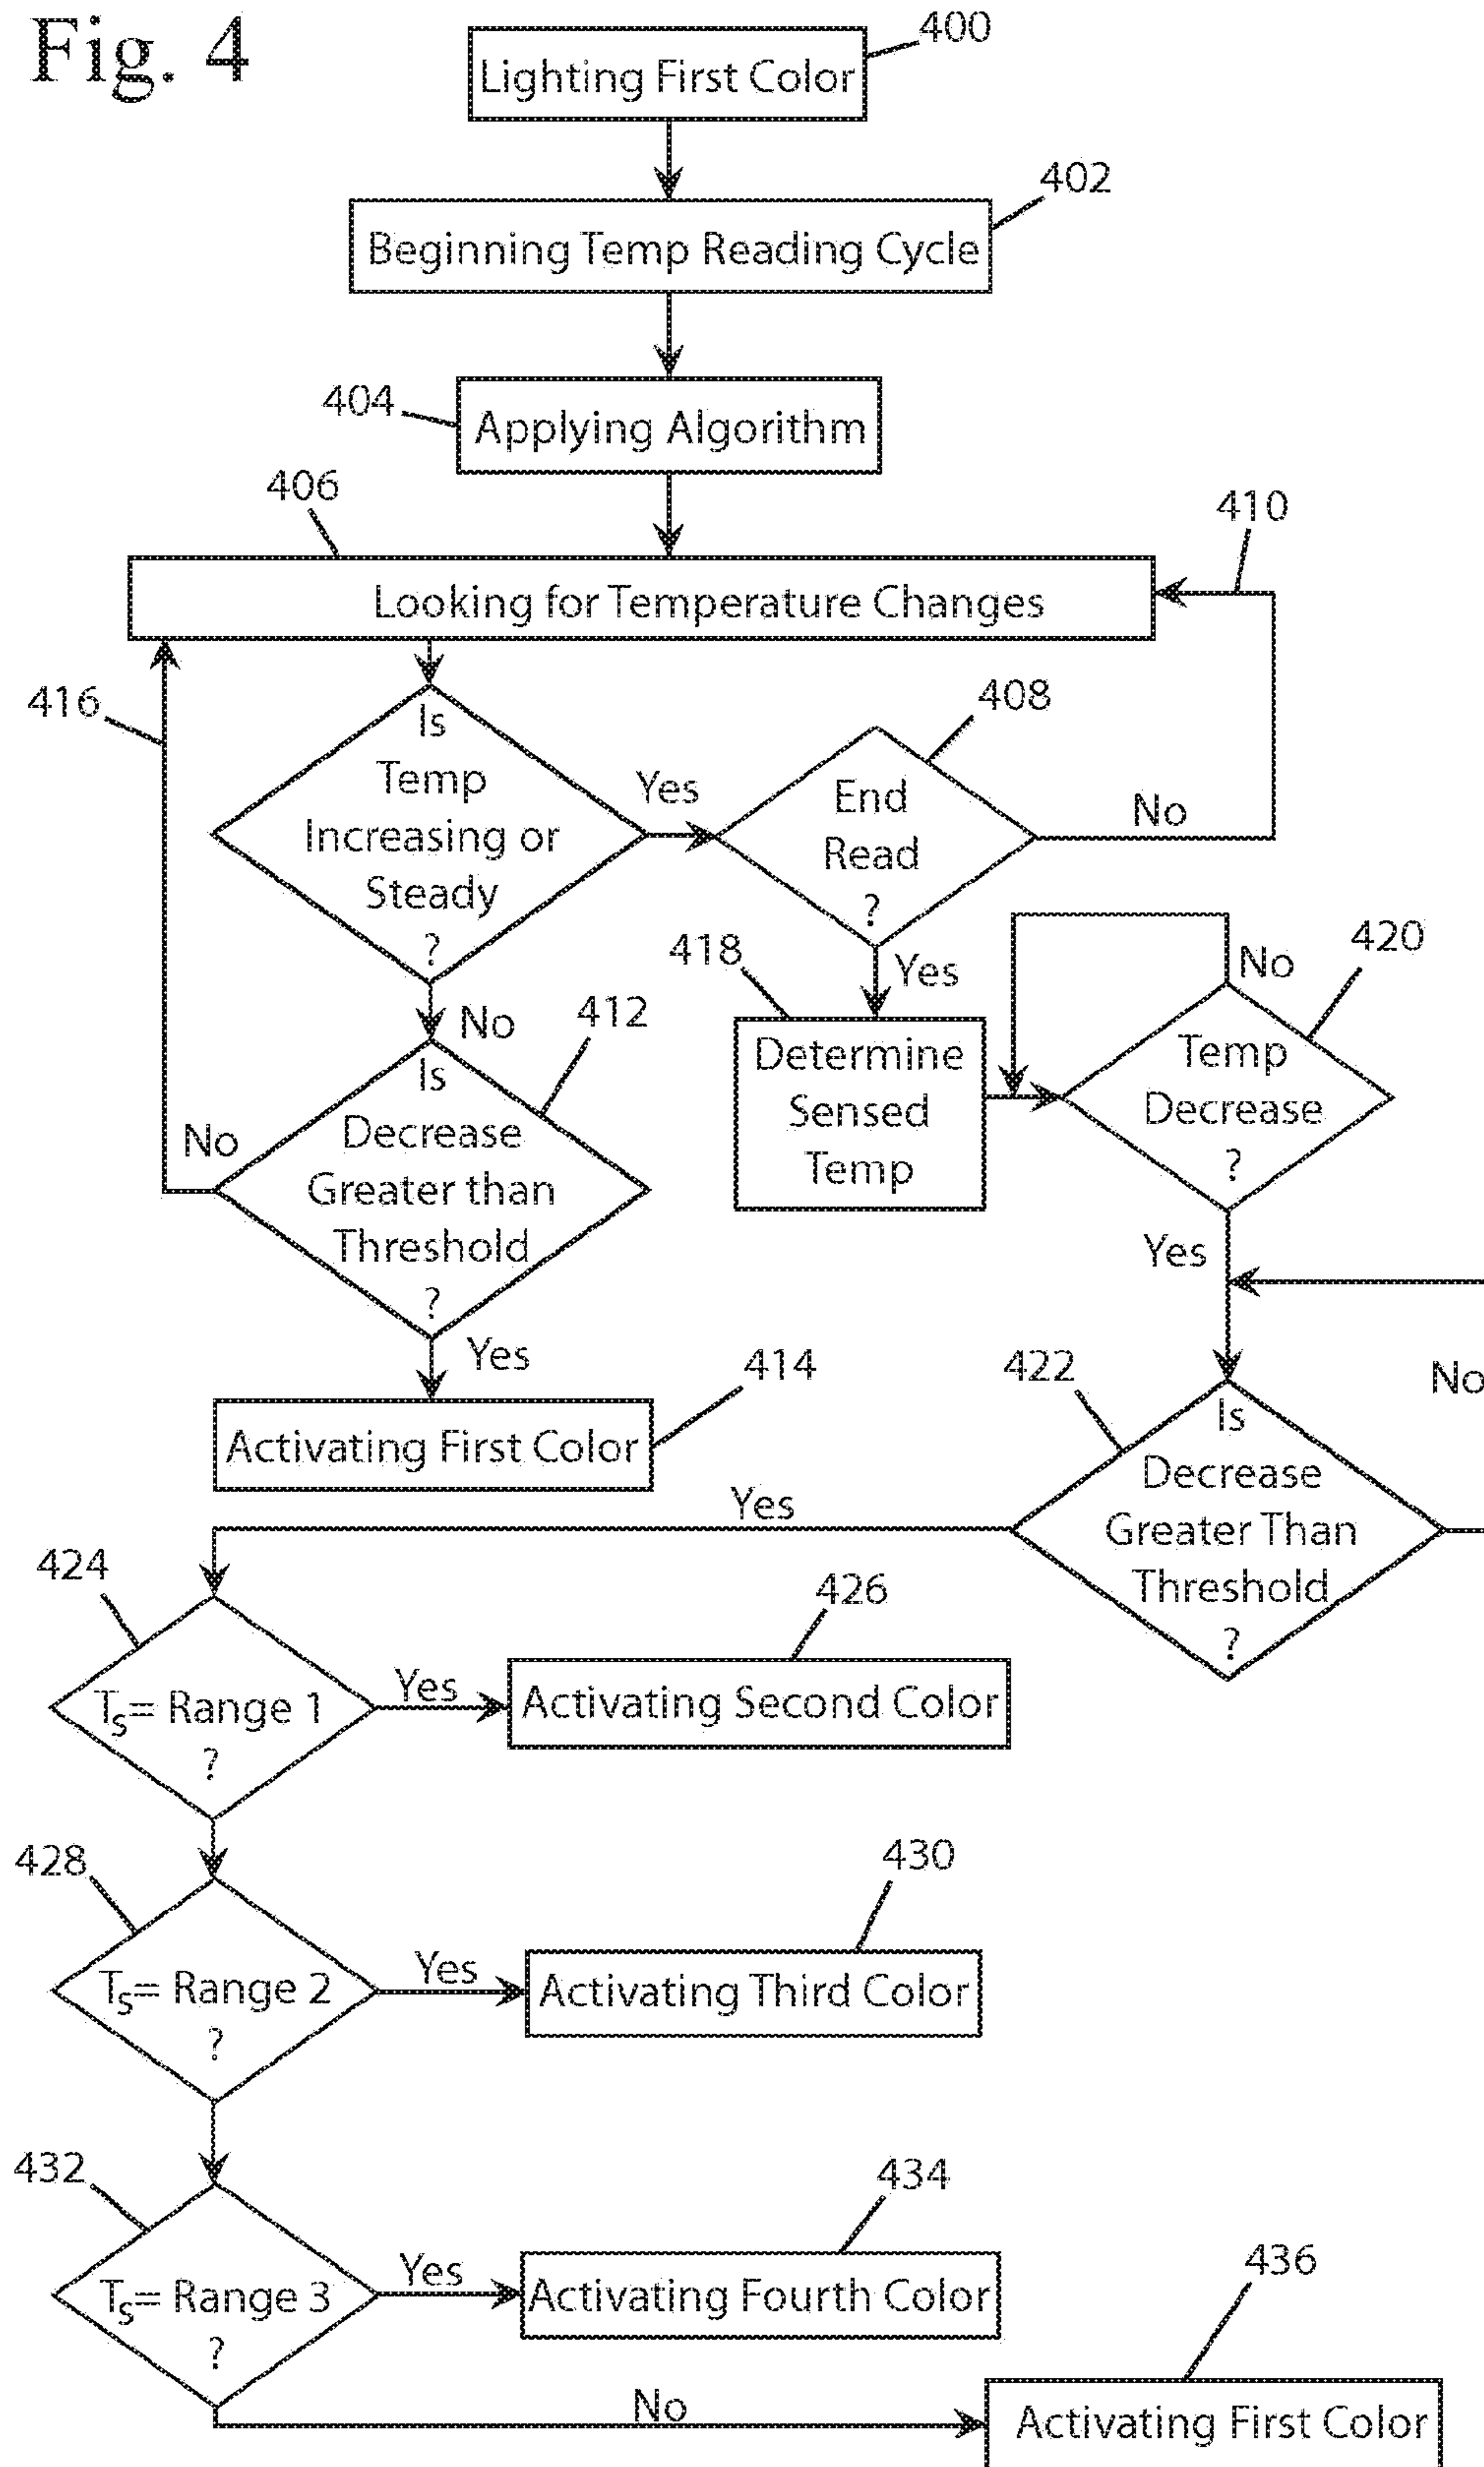 Fig. 4
400
Lighting First Color
402
Beginning Temp Reading Cycle
404
Applying Algorithm
406
410
Looking for Temperature Changes
416
408
Is
Temp
Increasing or
Steady
?
Yes
End
Read
?
No
418
Yes
420
No
No
412
Determine
Sensed
Temp
Temp
Decrease
?
Is
Decrease
Greater than
Threshold
?
No
Yes
Yes
414
422
No
Activating First Color
Is
Decrease
Greater Than
Threshold
?
Yes
424
426
Ts= Range 1
?
Yes
Activating Second Color
428
430
Ts= Range 2
?
Yes
Activating Third Color
432
434
Ts= Range 3
?
Yes
Activating Fourth Color
436
No
Activating First Color